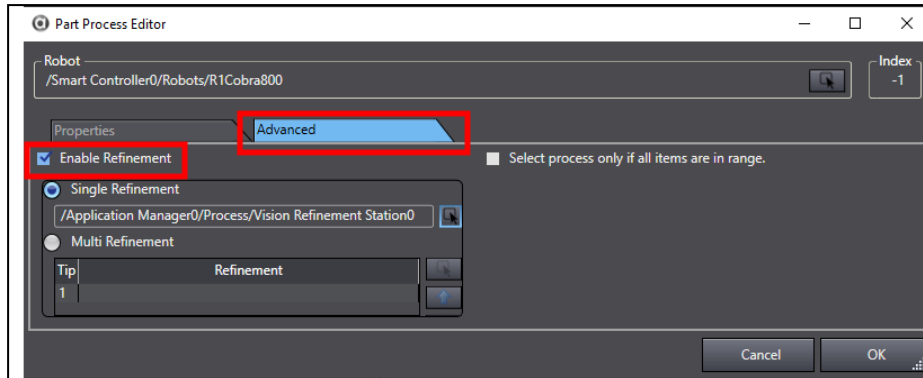 Part Process Editor
Robot
/Smart Controller0/Robots/R1Cobra800
Index
-1
Properties
Advanced
Enable Refinement
Select process only if all items are in range.
Single Refinement
/Application Manager0/Process/Vision Refinement Station0
Multi Refinement
Tip Refinement
1
Cancel
OK